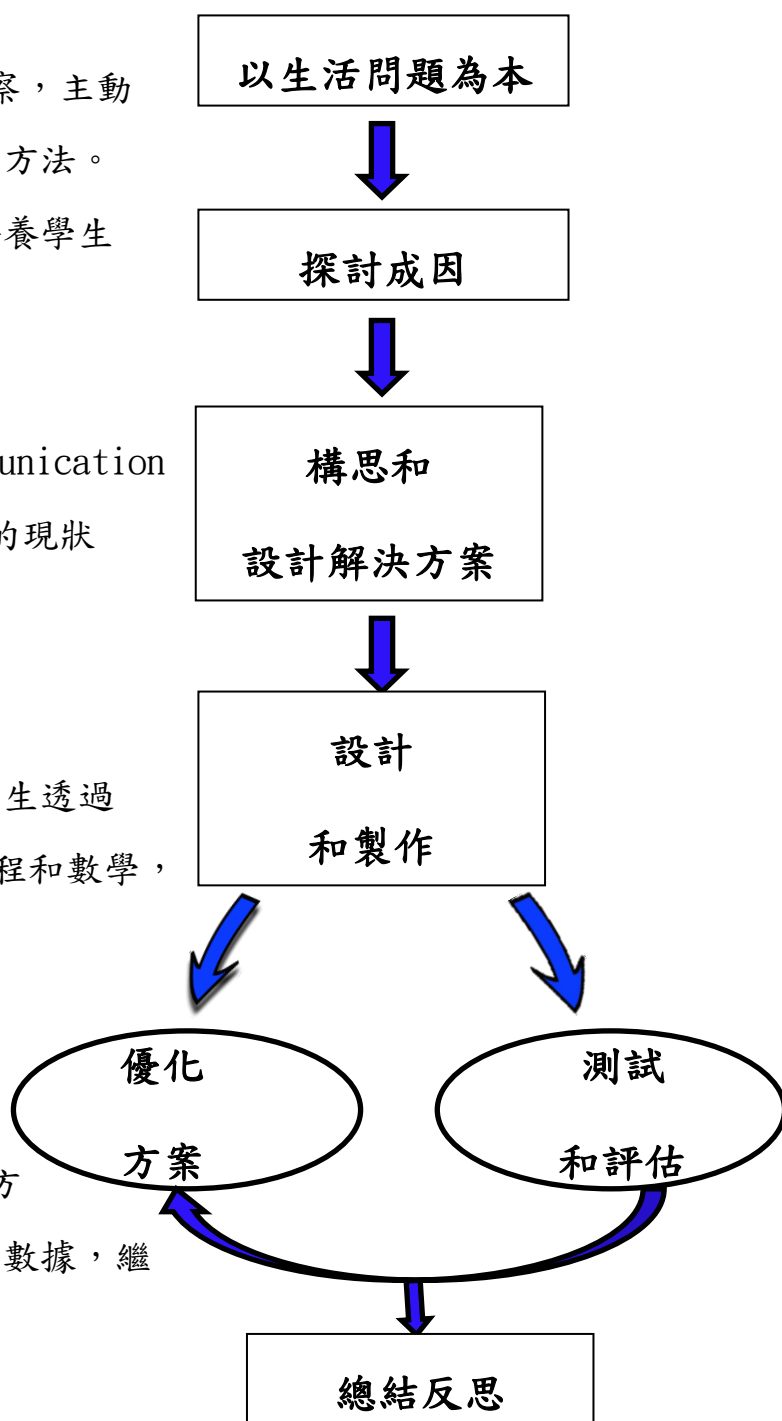 以生活問題為本
察，主動
方法。
養學生
探討成因
unication
的現狀
構思和
設計解決方案
生透過
程和數學，
設計
和製作
優化
方案
測試
和評估
方
數據，繼
總結反思